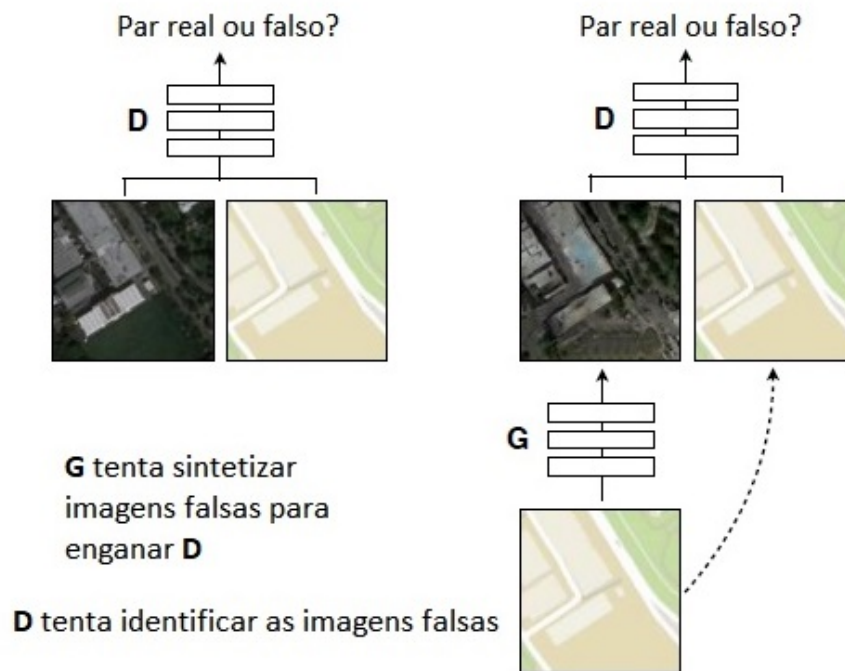 Par real ou falso?
Par real ou falso?
D
D
G
G tenta sintetizar
imagens falsas para
enganar D
D tenta identificar as imagens falsas